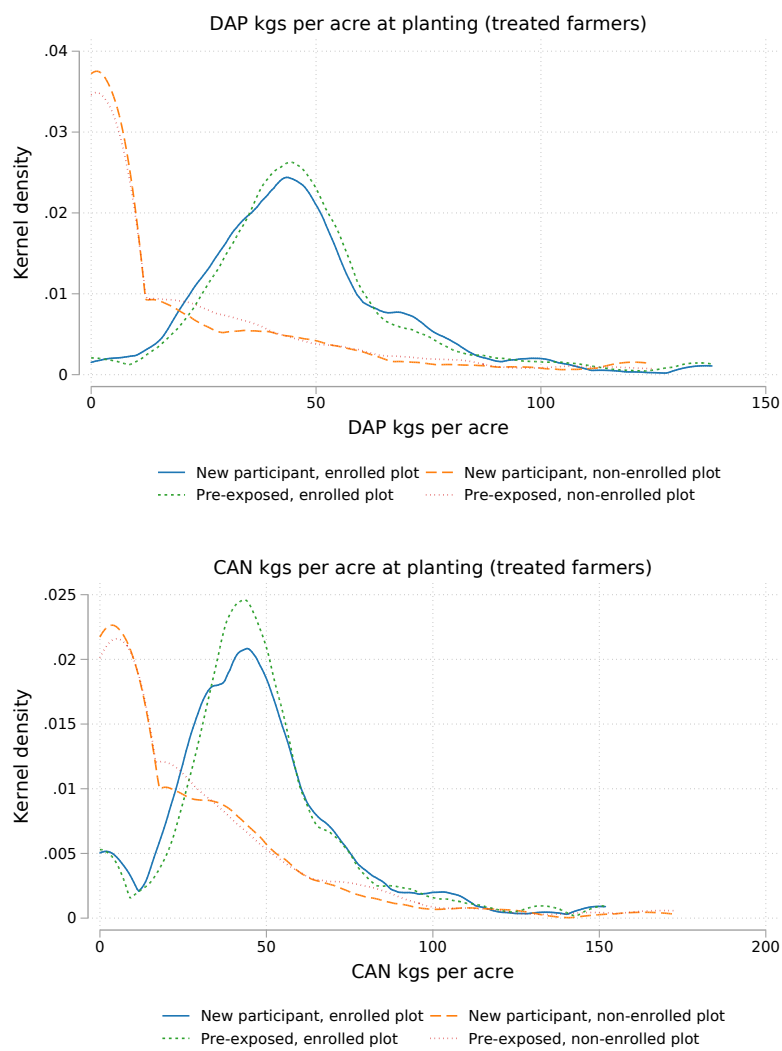 DAP kgs per acre at planting (treated farmers)
.04
.03
.02
.01
0
Kernel density
0 50 100 150
DAP kgs per acre
New participant, enrolled plot New participant, non-enrolled plot
Pre-exposed, enrolled plot Pre-exposed, non-enrolled plot
CAN kgs per acre at planting (treated farmers)
.025
.02
.015
.01
.005
0
Kernel density
0 50 100 150 200
CAN kgs per acre
New participant, enrolled plot New participant, non-enrolled plot
Pre-exposed, enrolled plot Pre-exposed, non-enrolled plot